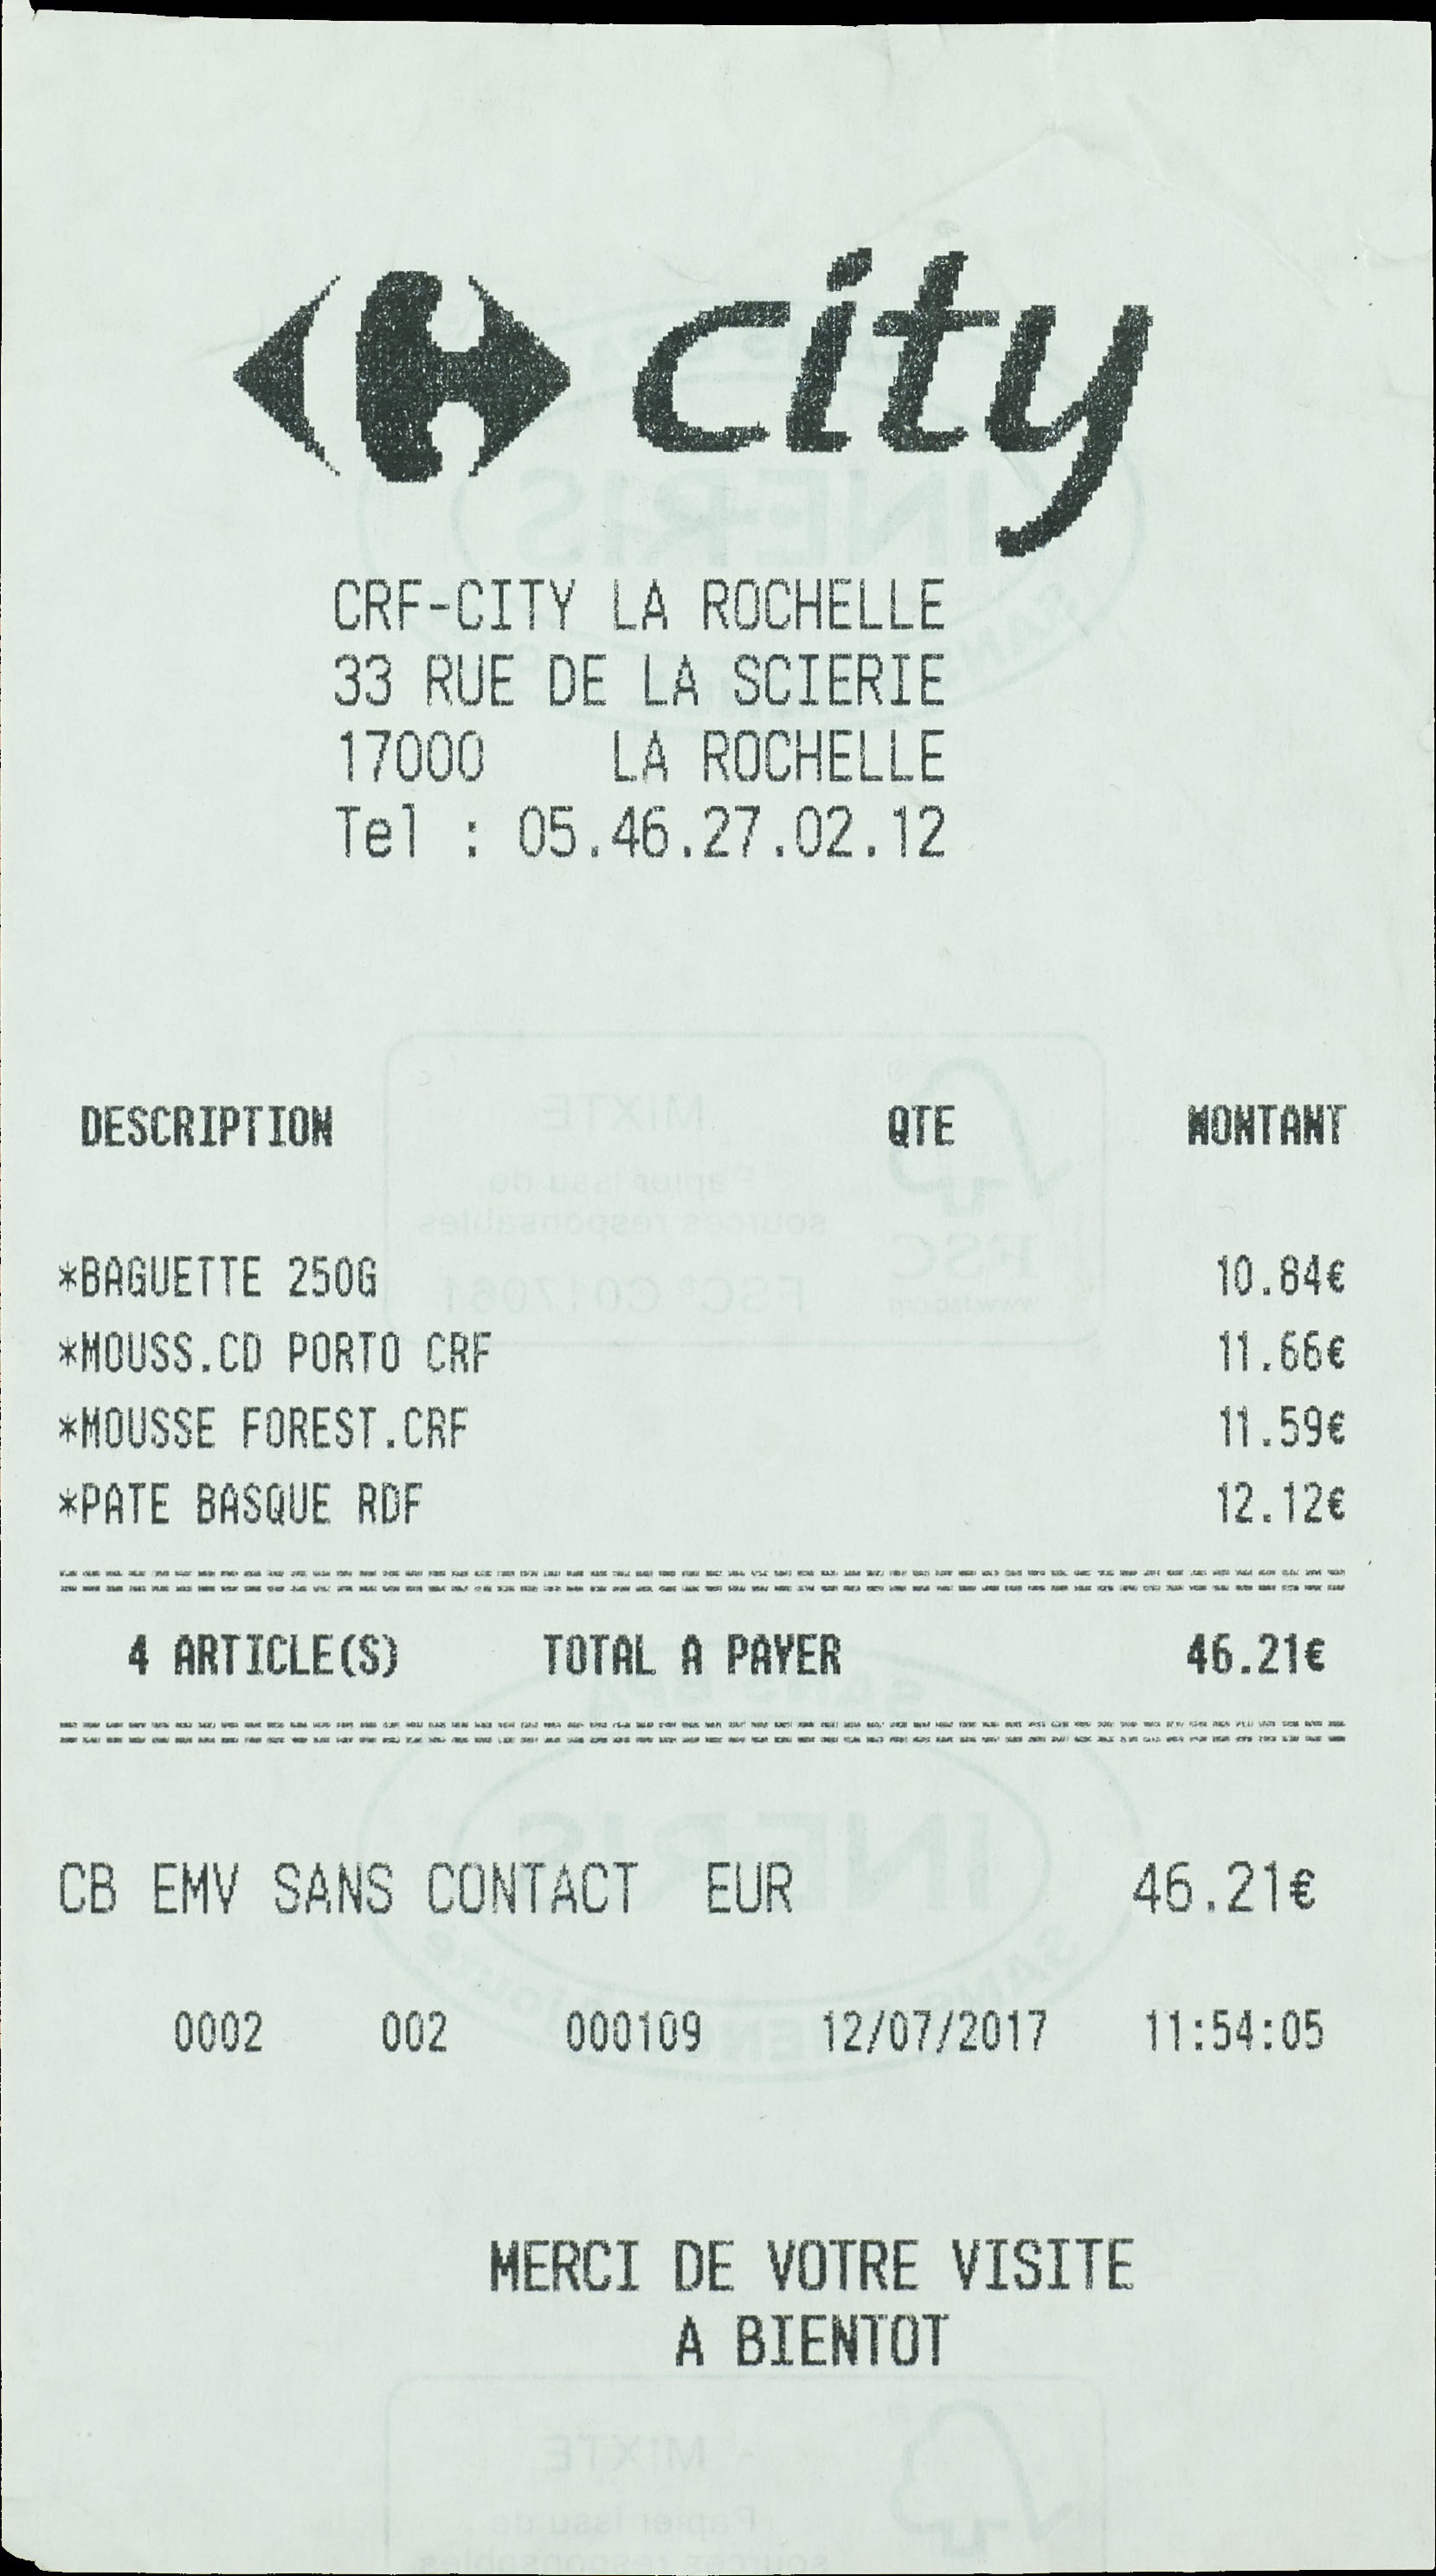 city
CRF-CITY LA ROCHELLE
33 RUE DE LA SCIERIE
17000 LA ROCHELLE
Tel : 05.46.27.02.12
DESCRIPTION QTE MONTANT
*BAGUETTE 250G 10.84€
*MOUSS.CD PORTO CRF 11.66€
*MOUSSE FOREST.CRF 11.59€
*PATE BASQUE RDF 12.12€
4 ARTICLE(S) TOTAL A PAYER 46.21€
CB EMV SANS CONTACT EUR 46.21€
0002 002 000109 12/07/2017 11:54:05
MERCI DE VOTRE VISITE
A BIENTOT